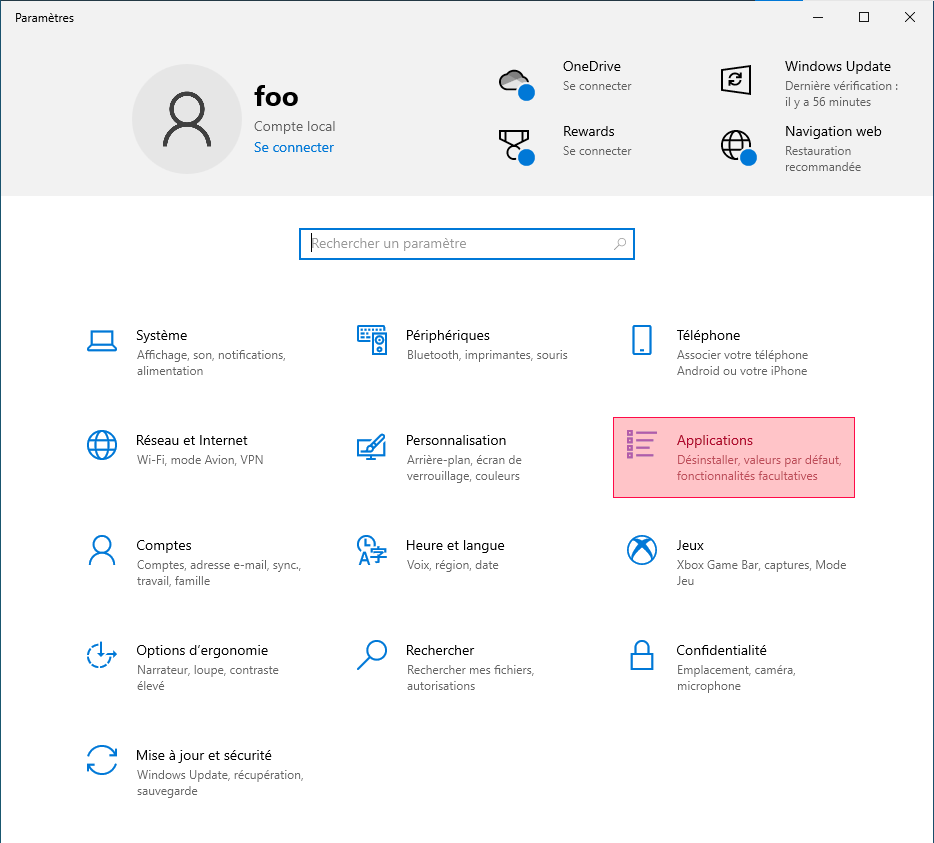 Paramètres
foo
Compte local
Se connecter
OneDrive
Se connecter
Rewards
Se connecter
Windows Update
Dernière vérification :
il y a 56 minutes
Navigation web
Restauration
recommandée
Rechercher un paramètre
Système
Affichage, son, notifications,
alimentation
Périphériques
Bluetooth, imprimantes, souris
Téléphone
Associer votre téléphone
Android ou votre iPhone
Réseau et Internet
Wi-Fi, mode Avion, VPN
Personnalisation
Arrière-plan, écran de
verrouillage, couleurs
Applications
Désinstaller, valeurs par défaut,
fonctionnalités facultatives
Comptes
Comptes, adresse e-mail, sync.,
travail, famille
Heure et langue
Voix, région, date
Jeux
Xbox Game Bar, captures, Mode
Jeu
Options d’ergonomie
Narrateur, loupe, contraste
élevé
Rechercher
Rechercher mes fichiers,
autorisations
Confidentialité
Emplacement, caméra,
microphone
Mise à jour et sécurité
Windows Update, récupération,
sauvegarde